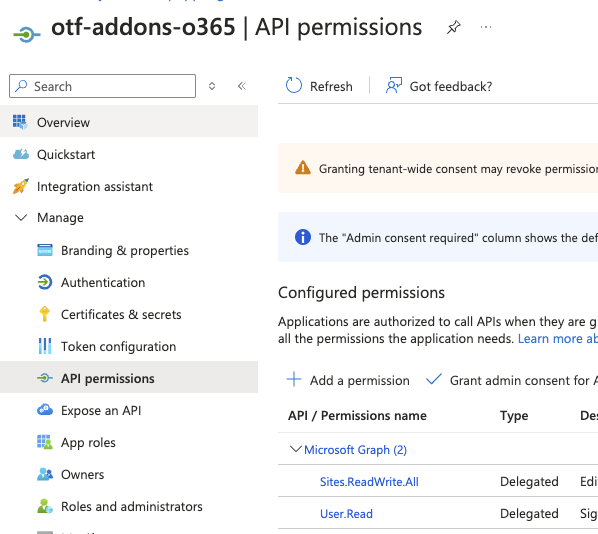 otf-addons-o365 | API permissions
Search
Refresh
Got feedback?
Overview
Quickstart
Integration assistant
Manage
Branding & properties
Authentication
Certificates & secrets
Token configuration
API permissions
Expose an API
App roles
Owners
Roles and administrators
Granting tenant-wide consent may revoke permission
The "Admin consent required" column shows the def
Configured permissions
Applications are authorized to call APIs when they are g
all the permissions the application needs. Learn more ab
Add a permission
Grant admin consent for A
API / Permissions name Type Des
Microsoft Graph (2)
Sites.ReadWrite.All Delegated Edi
User.Read Delegated Sig